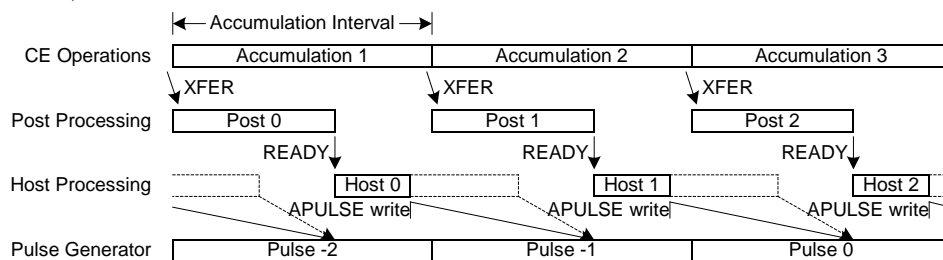 Accumulation Interval
CE Operations Accumulation 1 Accumulation 2 Accumulation 3
XFER XFER XFER
Post Processing Post 0 Post 1 Post 2
READY READY READY
Host Processing Host 0 Host 1 Host 2
APULSE write APULSE write APULSE write
Pulse Generator Pulse -2 Pulse -1 Pulse 0